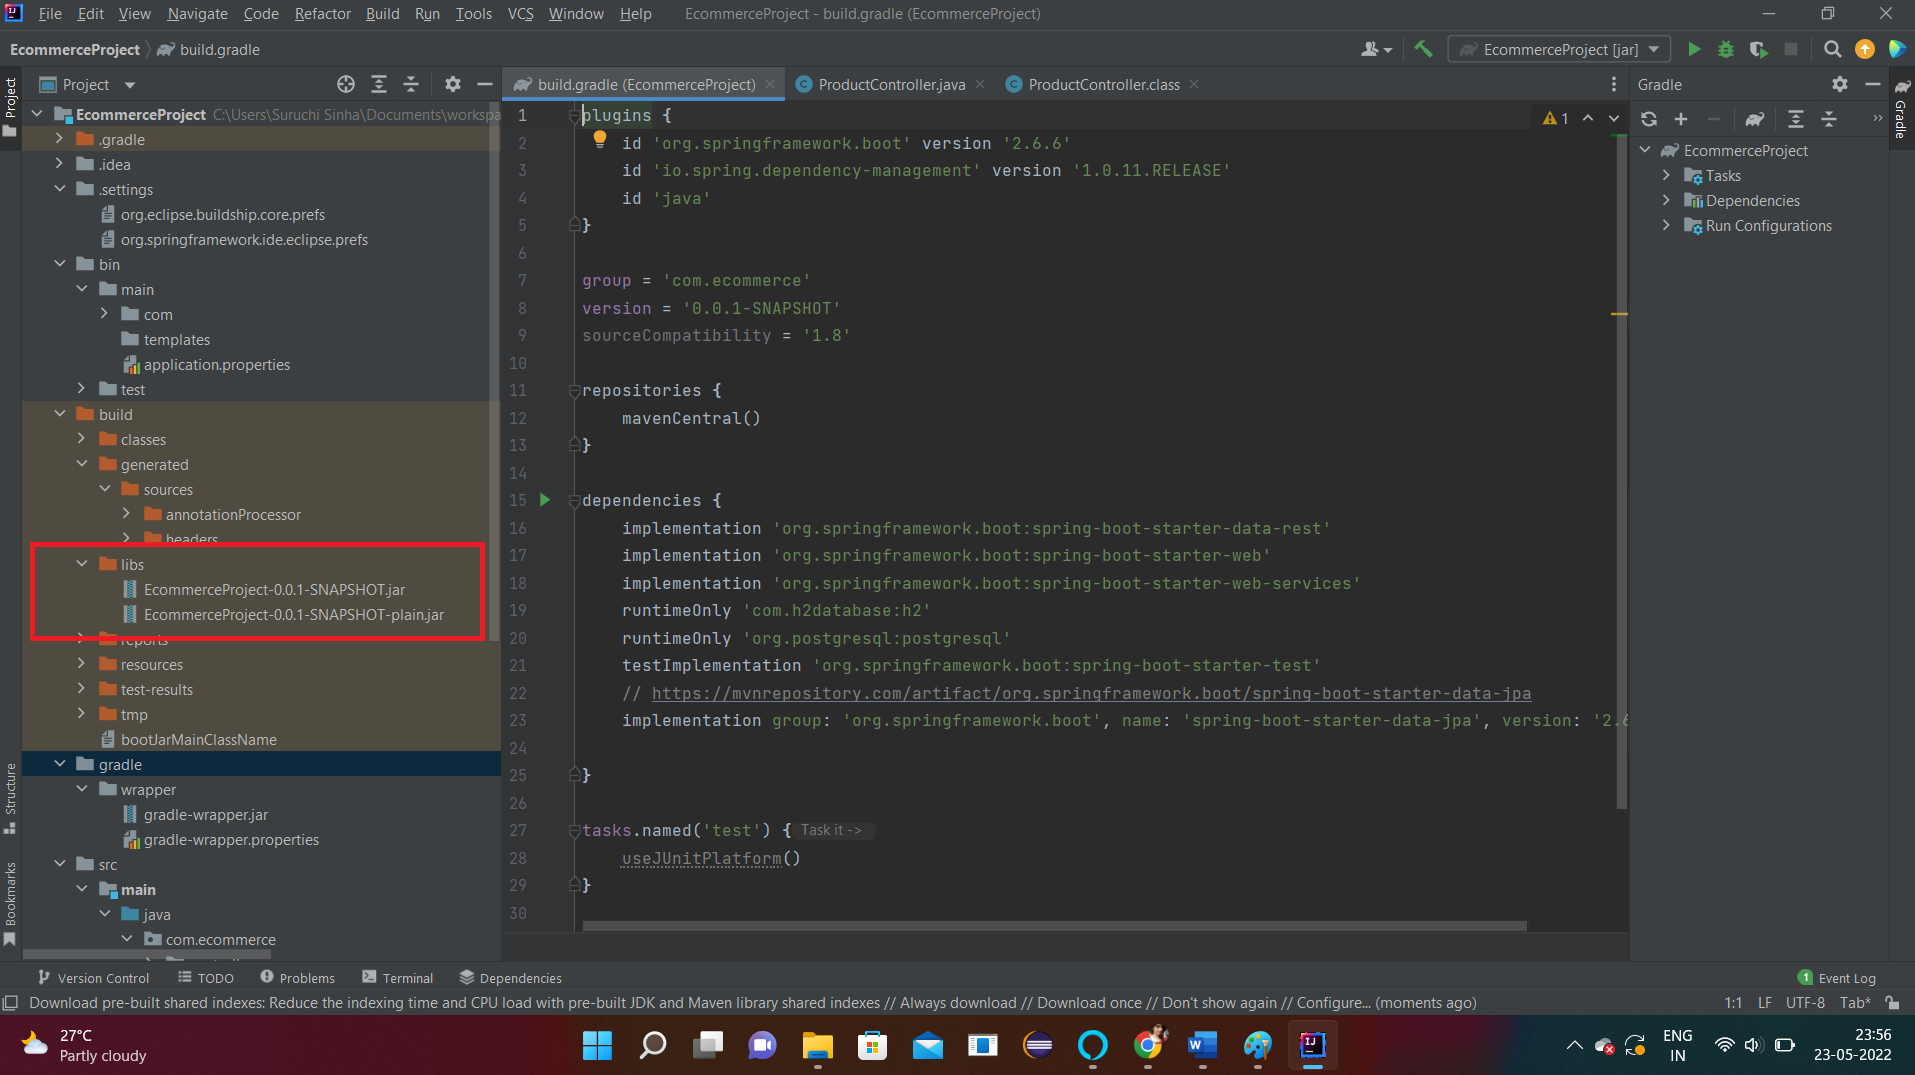 File Edit View Navigate Code Refactor Build Run Tools VCS Window Help EcommerceProject - build.gradle (EcommerceProject)
EcommerceProject build.gradle EcommerceProject [jar]
Project
Project
.gradle
EcommerceProject C:\Users\Suruchi Sinha\Documents\workspa
.gradle
.idea
.settings
org.eclipse.buildship.core.prefs
org.springframework.ide.eclipse.prefs
bin
main
com
templates
application.properties
test
build
classes
generated
sources
annotationProcessor
headers
libs
EcommerceProject-0.0.1-SNAPSHOT.jar
EcommerceProject-0.0.1-SNAPSHOT-plain.jar
reports
resources
test-results
tmp
bootJarMainClassName
gradle
wrapper
gradle-wrapper.jar
gradle-wrapper.properties
src
main
java
com.ecommerce
Structure
Bookmarks
build.gradle (EcommerceProject) ProductController.java ProductController.class
1 plugins { 1
2 id 'org.springframework.boot' version '2.6.6'
3 id 'io.spring.dependency-management' version '1.0.11.RELEASE'
4 id 'java'
5 }
6
7 group = 'com.ecommerce'
8 version = '0.0.1-SNAPSHOT'
9 sourceCompatibility = '1.8'
10
11 repositories {
12 mavenCentral()
13 }
14
15 dependencies {
16 implementation 'org.springframework.boot:spring-boot-starter-data-rest'
17 implementation 'org.springframework.boot:spring-boot-starter-web'
18 implementation 'org.springframework.boot:spring-boot-starter-web-services'
19 runtimeOnly 'com.h2database:h2'
20 runtimeOnly 'org.postgresql:postgresql'
21 testImplementation 'org.springframework.boot:spring-boot-starter-test'
22 // https://mvnrepository.com/artifact/org.springframework.boot/spring-boot-starter-data-jpa
23 implementation group: 'org.springframework.boot', name: 'spring-boot-starter-data-jpa', version: '2.6
24
25 }
26
27 tasks.named('test') { Task it ->
28 useJUnitPlatform()
29 }
30
Gradle
EcommerceProject
Tasks
Dependencies
Run Configurations
Gradle
Version Control TODO Problems Terminal Dependencies 1 Event Log
Download pre-built shared indexes: Reduce the indexing time and CPU load with pre-built JDK and Maven library shared indexes // Always download // Download once // Don't show again // Configure... (moments ago) 1:1 LF UTF-8 Tab*
27°C
Partly cloudy
ENG
IN
23:56
23-05-2022